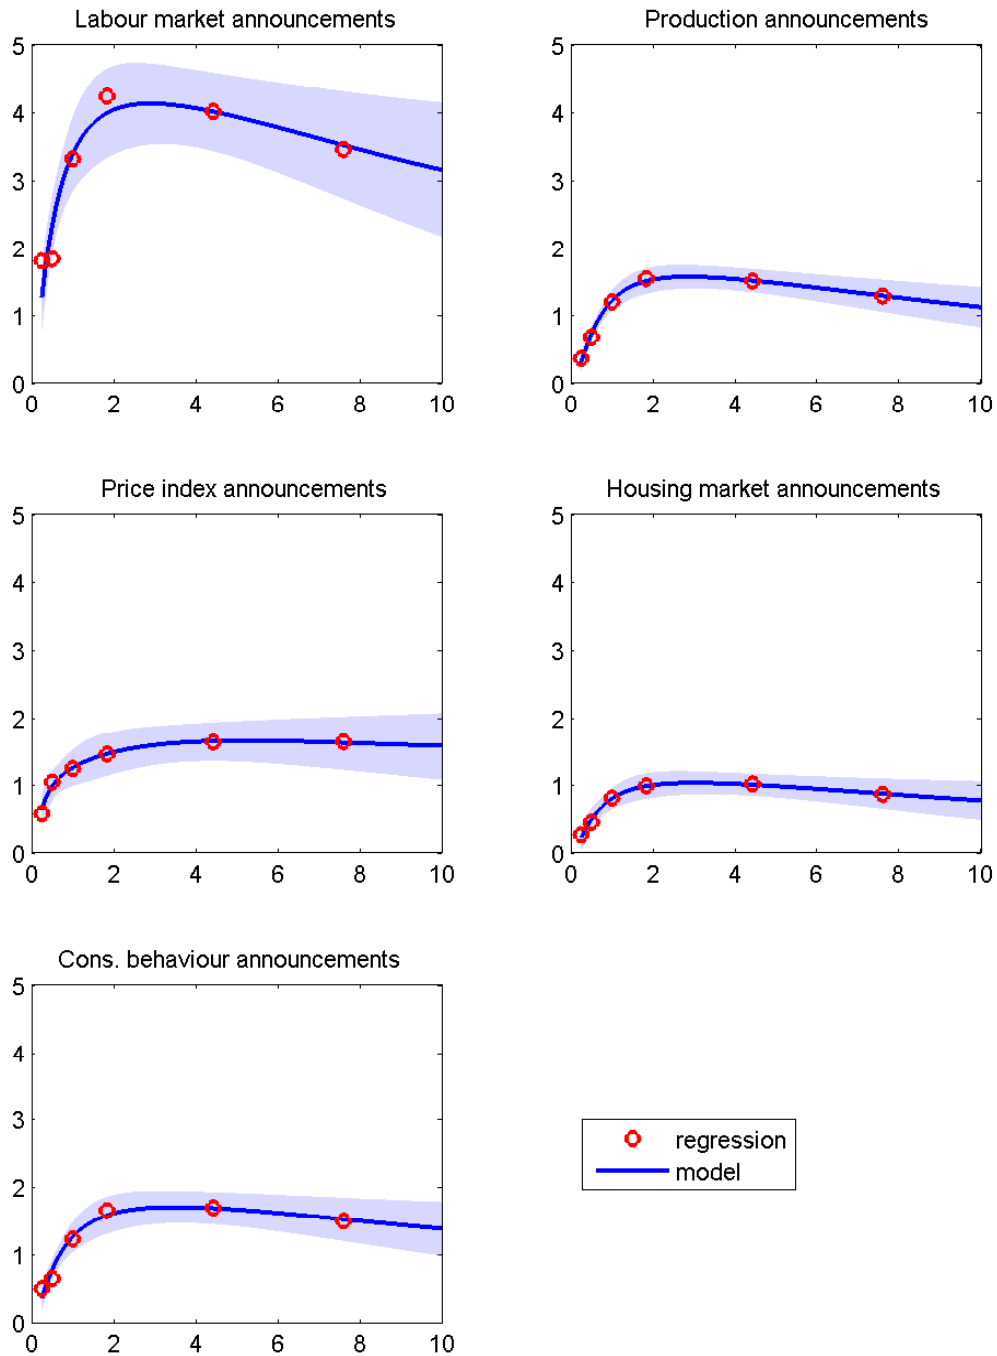 Labour market announcements
5
4
3
2
1
0
0 2 4 6 8 10
Production announcements
5
4
3
2
1
0
0 2 4 6 8 10
Price index announcements
5
4
3
2
1
0
0 2 4 6 8 10
Housing market announcements
5
4
3
2
1
0
0 2 4 6 8 10
Cons. behaviour announcements
5
4
3
2
1
0
0 2 4 6 8 10
regression
model